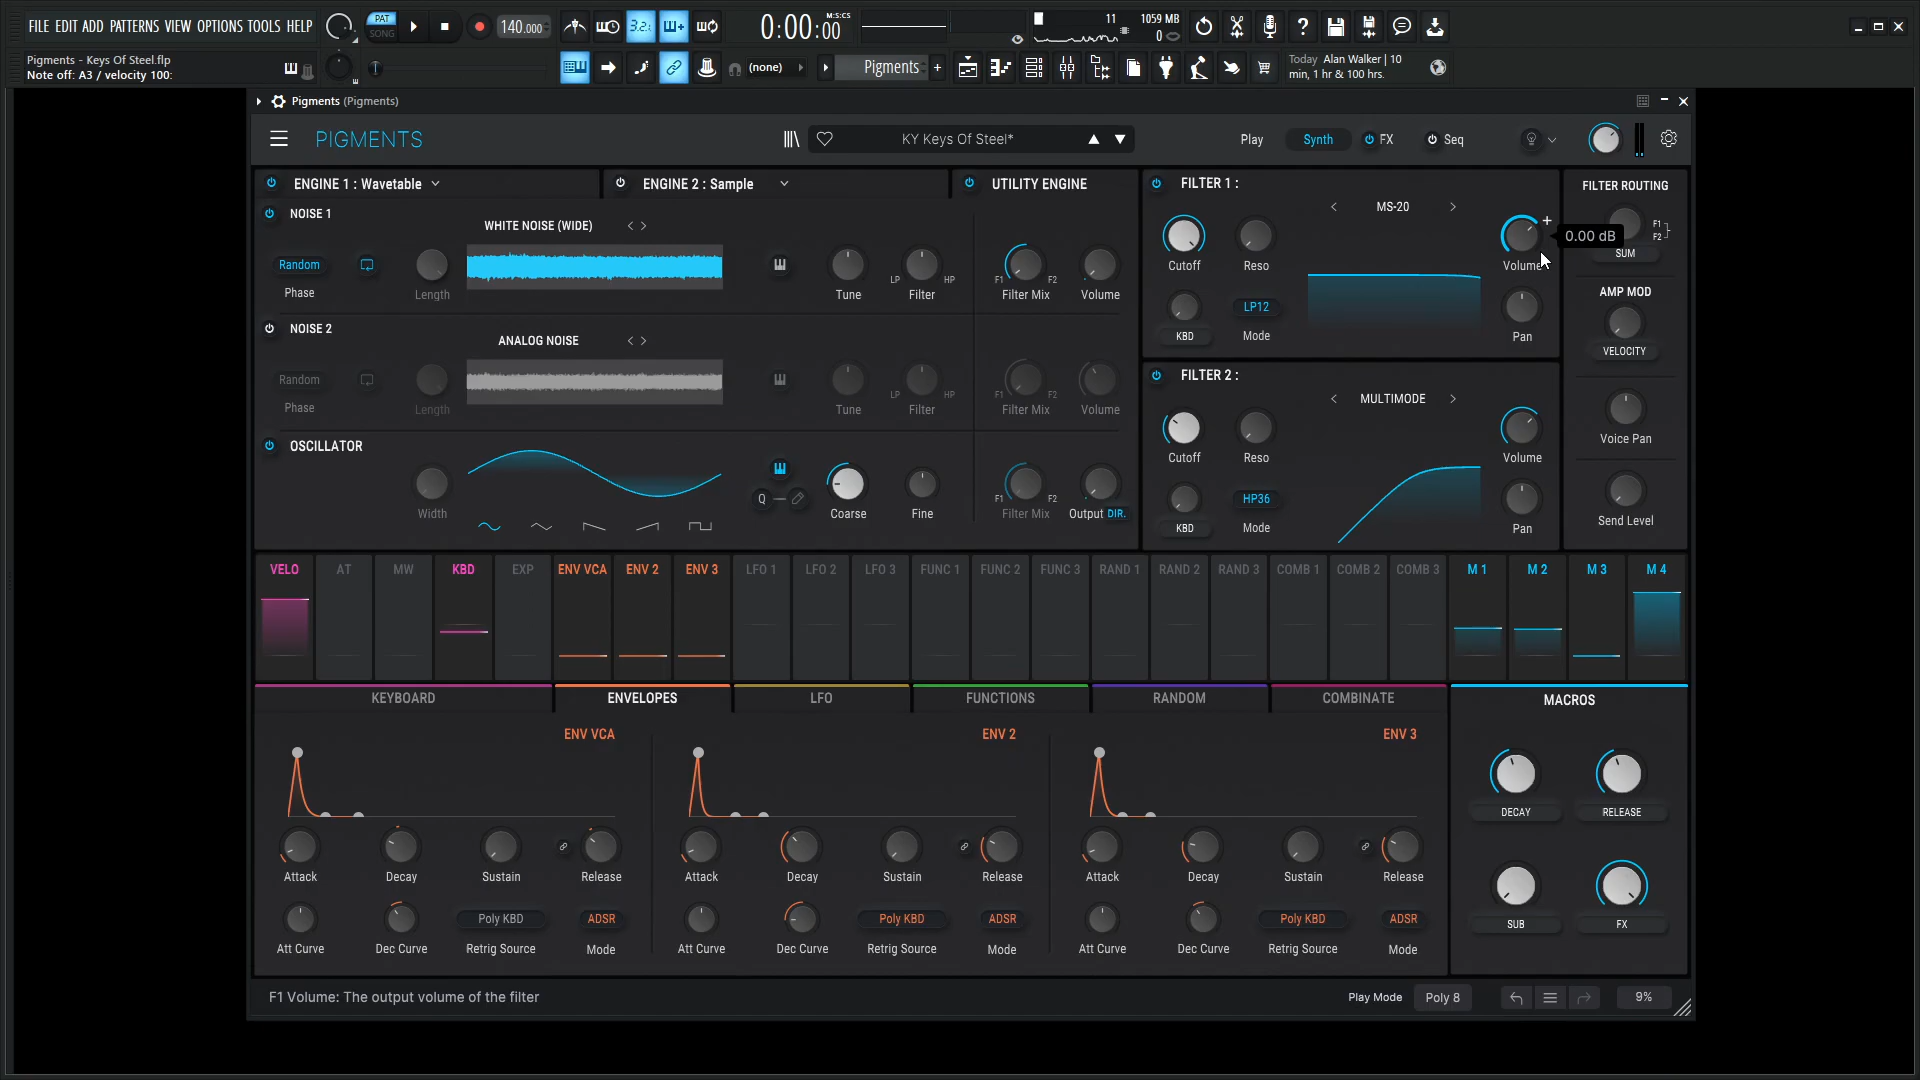 FILE EDIT ADD PATTERNS VIEW OPTIONS TOOLS HELP
PAT
SONG
140.000
3.2.
0:00:00
M:S:CS
11
1059 MB
0
Pigments - Keys Of Steel.flp
Note off: A3 / velocity 100:
(none)
Pigments
+
Today Alan Walker | 10
min, 1 hr & 100 hrs.
Pigments (Pigments)
PIGMENTS
KY Keys Of Steel*
Play
Synth
FX
Seq
ENGINE 1 : Wavetable
ENGINE 2 : Sample
UTILITY ENGINE
NOISE 1
WHITE NOISE (WIDE)
Random
Phase
Length
Tune
LP
HP
Filter
F1
F2
Filter Mix
Volume
NOISE 2
ANALOG NOISE
Random
Phase
Length
Tune
LP
HP
Filter
F1
F2
Filter Mix
Volume
OSCILLATOR
Width
Q
Coarse
Fine
F1
F2
Filter Mix
Output DIR.
FILTER 1 :
MS-20
Cutoff
Reso
Volume
+
0.00 dB
KBD
LP12
Mode
Pan
FILTER 2 :
MULTIMODE
Cutoff
Reso
Volume
KBD
HP36
Mode
Pan
FILTER ROUTING
F1
F2
SUM
AMP MOD
VELOCITY
Voice Pan
Send Level
VELO AT MW KBD EXP ENV VCA ENV 2 ENV 3 LFO 1 LFO 2 LFO 3 FUNC 1 FUNC 2 FUNC 3 RAND 1 RAND 2 RAND 3 COMB 1 COMB 2 COMB 3 M 1 M 2 M 3 M 4
KEYBOARD ENVELOPES LFO FUNCTIONS RANDOM COMBINATE MACROS
ENV VCA
Attack Decay Sustain Release
Poly KBD ADSR
Att Curve Dec Curve Retrig Source Mode
ENV 2
Attack Decay Sustain Release
Poly KBD ADSR
Att Curve Dec Curve Retrig Source Mode
ENV 3
Attack Decay Sustain Release
Poly KBD ADSR
Att Curve Dec Curve Retrig Source Mode
DECAY RELEASE
SUB FX
F1 Volume: The output volume of the filter
Play Mode
Poly 8
9%